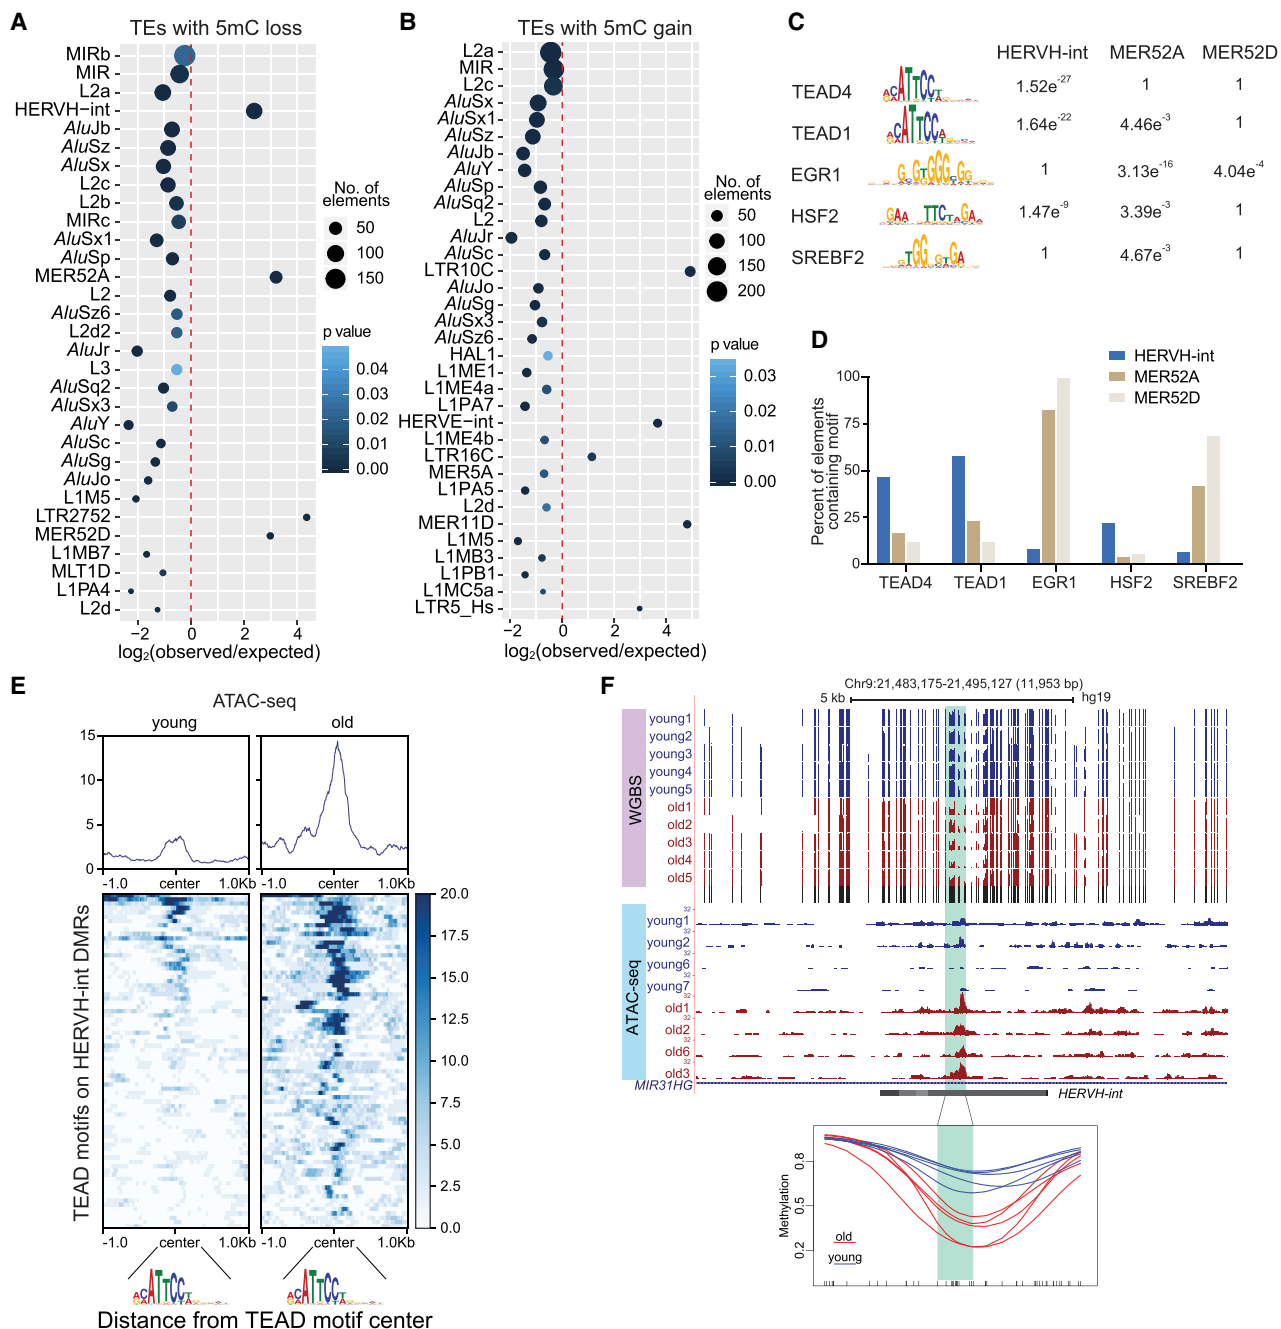 A
TEs with 5mC loss
MIRb
MIR
L2a
HERVH−int
AluJb
AluSz
AluSx
L2c
L2b
MIRc
AluSx1
AluSp
MER52A
L2
AluSz6
L2d2
AluJr
L3
AluSq2
AluSx3
AluY
AluSc
AluSg
AluJo
L1M5
LTR2752
MER52D
L1MB7
MLT1D
L1PA4
L2d
−2 0 2 4
log2(observed/expected)
No. of
elements
50
100
150
p value
0.04
0.03
0.02
0.01
0.00
B
TEs with 5mC gain
L2a
MIR
L2c
AluSx
AluSx1
AluSz
AluJb
AluY
AluSp
AluSq2
L2
AluJr
AluSc
LTR10C
AluJo
AluSg
AluSx3
AluSz6
HAL1
L1ME1
L1ME4a
L1PA7
HERVE−int
L1ME4b
LTR16C
MER5A
L1PA5
L2d
MER11D
L1M5
L1MB3
L1PB1
L1MC5a
LTR5_Hs
−2 0 2 4
log2(observed/expected)
No. of
elements
50
100
150
200
p value
0.03
0.02
0.01
0.00
C
HERVH-int MER52A MER52D
TEAD4 1.52e-27 1 1
TEAD1 1.64e-22 4.46e-3 1
EGR1 1 3.13e-16 4.04e-4
HSF2 1.47e-9 3.39e-3 1
SREBF2 1 4.67e-3 1
D
HERVH-int
MER52A
MER52D
Percent of elements
containing motif
100
75
50
25
0
TEAD4 TEAD1 EGR1 HSF2 SREBF2
E
ATAC-seq
young old
15
10
5
0
-1.0 center 1.0Kb -1.0 center 1.0Kb
TEAD motifs on HERVH-int DMRs
20.0
17.5
15.0
12.5
10.0
7.5
5.0
2.5
0.0
-1.0 center 1.0Kb -1.0 center 1.0Kb
Distance from TEAD motif center
F
Chr9:21,483,175-21,495,127 (11,953 bp)
5 kb hg19
WGBS
young1
young2
young3
young4
young5
old1
old2
old3
old4
old5
ATAC-seq
32
young1
32
young2
32
young6
32
young7
32
old1
32
old2
32
old6
32
old3
MIR31HG
HERVH-int
Methylation
0.8
0.5
0.2
old
young